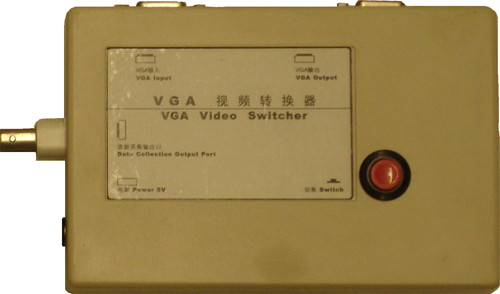 VGA输入
VGA Input
VGA输出
VGA Output
VGA 视频转换器
VGA Video Switcher
数据采集输出口
Data Collection Output Port
电源 Power 5V
切换 Switch